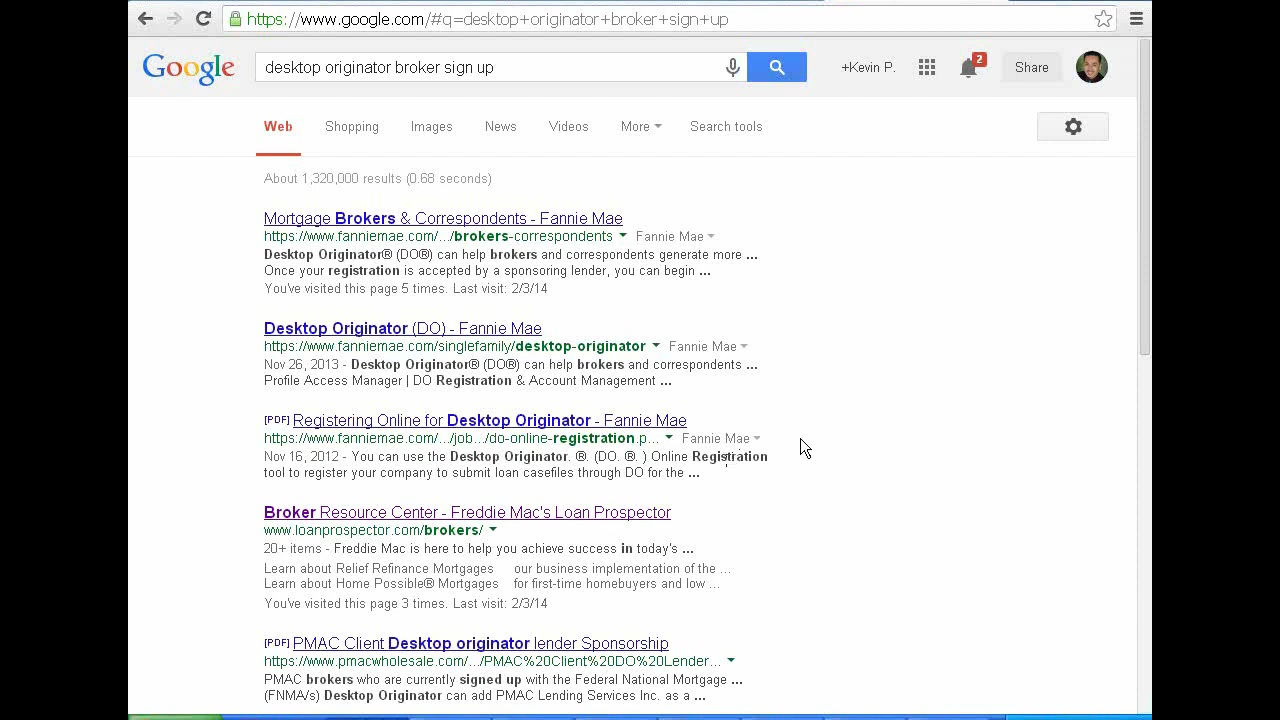 https://www.google.com/#q=desktop+originator+broker+sign+up
Google desktop originator broker sign up +Kevin P. 2 Share
Web Shopping Images News Videos More Search tools
About 1,320,000 results (0.68 seconds)
Mortgage Brokers & Correspondents - Fannie Mae
https://www.fanniemae.com/.../brokers-correspondents Fannie Mae
Desktop Originator® (DO®) can help brokers and correspondents generate more ...
Once your registration is accepted by a sponsoring lender, you can begin ...
You've visited this page 5 times. Last visit: 2/3/14
Desktop Originator (DO) - Fannie Mae
https://www.fanniemae.com/singlefamily/desktop-originator Fannie Mae
Nov 26, 2013 - Desktop Originator® (DO®) can help brokers and correspondents ...
Profile Access Manager | DO Registration & Account Management ...
[PDF] Registering Online for Desktop Originator - Fannie Mae
https://www.fanniemae.com/.../job.../do-online-registration.p... Fannie Mae
Nov 16, 2012 - You can use the Desktop Originator. ®. (DO. ®. ) Online Registration
tool to register your company to submit loan casefiles through DO for the ...
Broker Resource Center - Freddie Mac's Loan Prospector
www.loanprospector.com/brokers/
20+ items - Freddie Mac is here to help you achieve success in today's ...
Learn about Relief Refinance Mortgages our business implementation of the ...
Learn about Home Possible® Mortgages for first-time homebuyers and low ...
You've visited this page 3 times. Last visit: 2/3/14
[PDF] PMAC Client Desktop originator lender Sponsorship
https://www.pmacwholesale.com/.../PMAC%20Client%20DO%20Lender...
PMAC brokers who are currently signed up with the Federal National Mortgage ...
(FNMA/s) Desktop Originator can add PMAC Lending Services Inc. as a ...